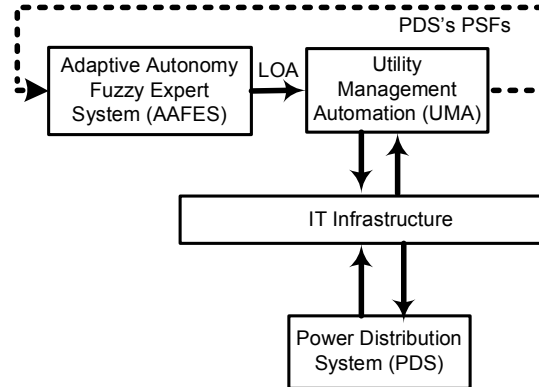 PDS's PSFs
Adaptive Autonomy
Fuzzy Expert
System (AAFES)
LOA
Utility
Management
Automation (UMA)
IT Infrastructure
Power Distribution
System (PDS)